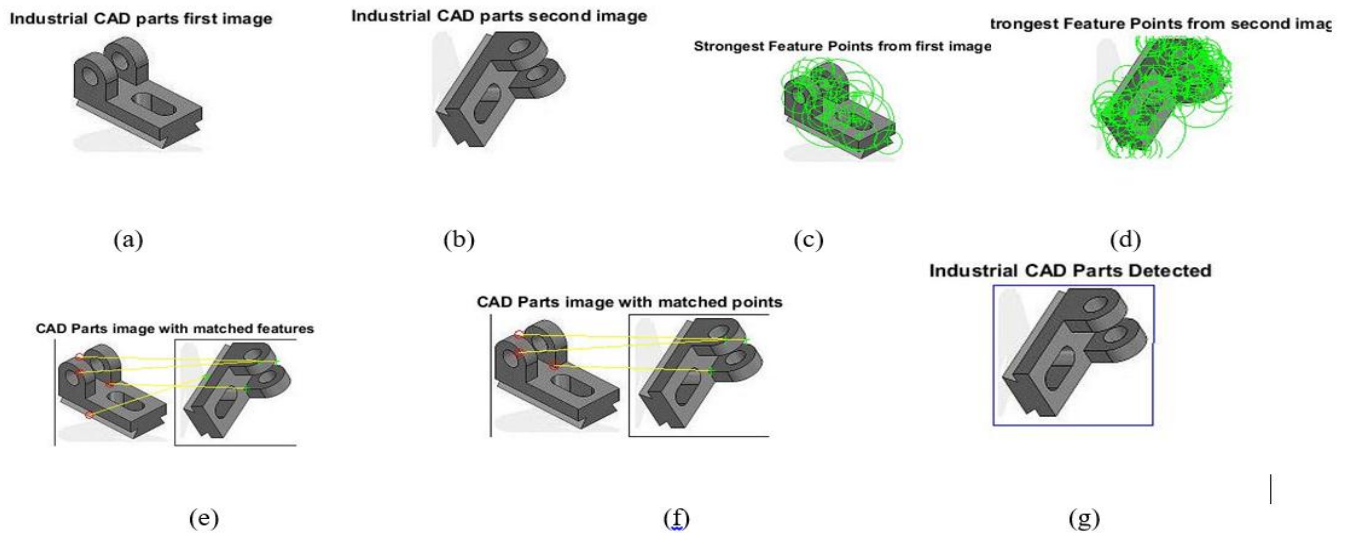 Industrial CAD parts first image
Industrial CAD parts second image
Strongest Feature Points from first image
trongest Feature Points from second imag
(a)
(b)
(c)
(d)
CAD Parts image with matched features
CAD Parts image with matched points
Industrial CAD Parts Detected
(e)
(f)
(g)